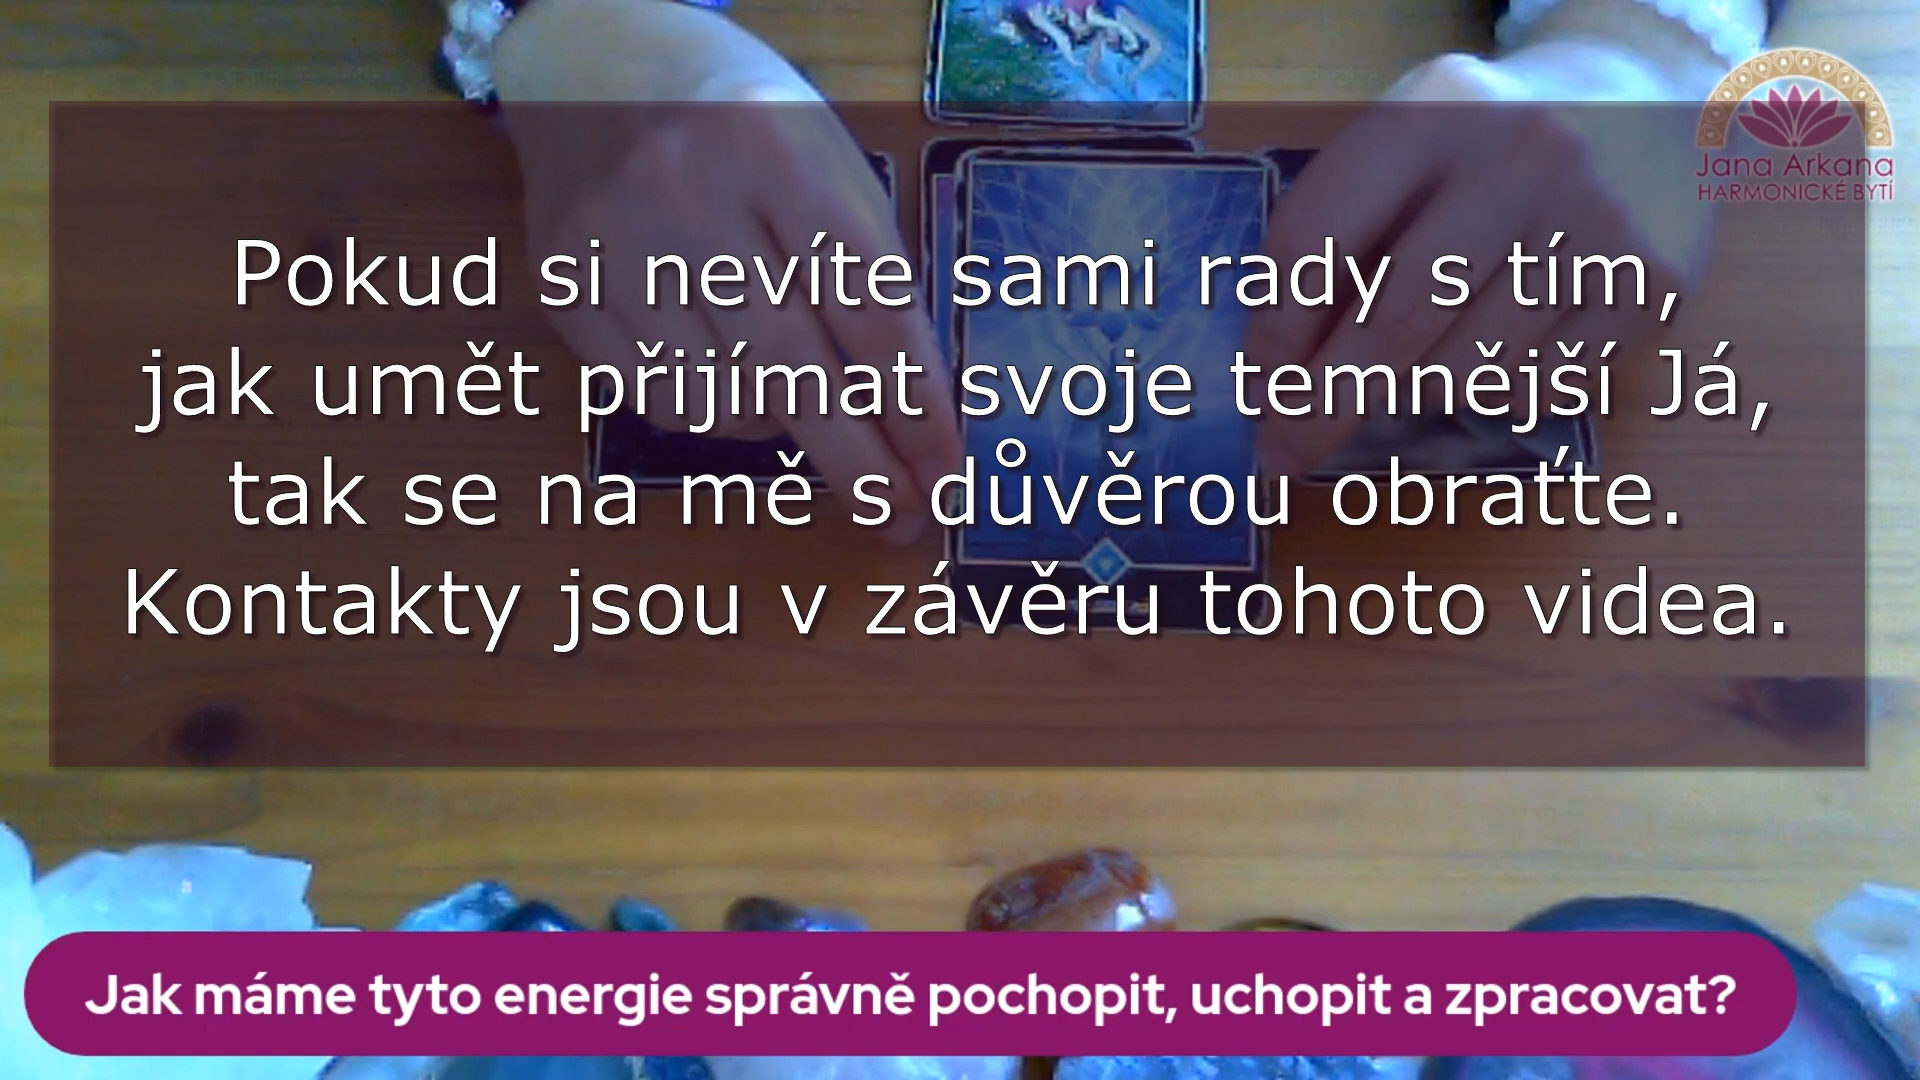 Jana Arkana
HARMONICKÉ BYTÍ
Pokud si nevíte sami rady s tím,
jak umět přijímat svoje temnější Já,
tak se na mě s důvěrou obraťte.
Kontakty jsou v závěru tohoto videa.
Jak máme tyto energie správně pochopit, uchopit a zpracovat?